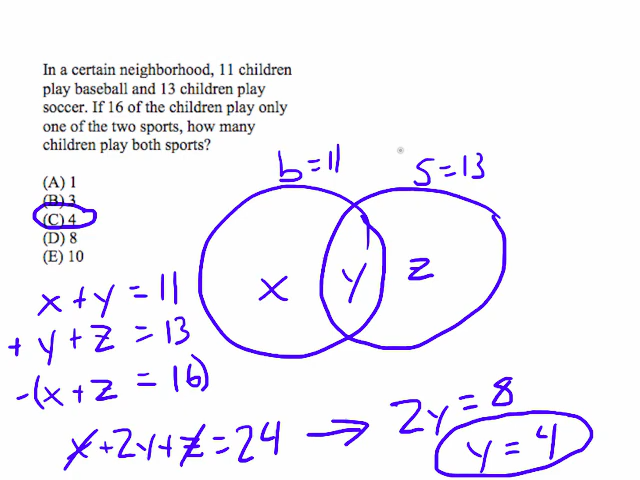 In a certain neighborhood, 11 children
play baseball and 13 children play
soccer. If 16 of the children play only
one of the two sports, how many
children play both sports?
(A) 1
(B) 3
(C) 4
(D) 8
(E) 10
b=11
S=13
x
y
z
x+y=11
+y+z=13
-(x+z=16)
x+2y+z=24 → 2y=8
y=4